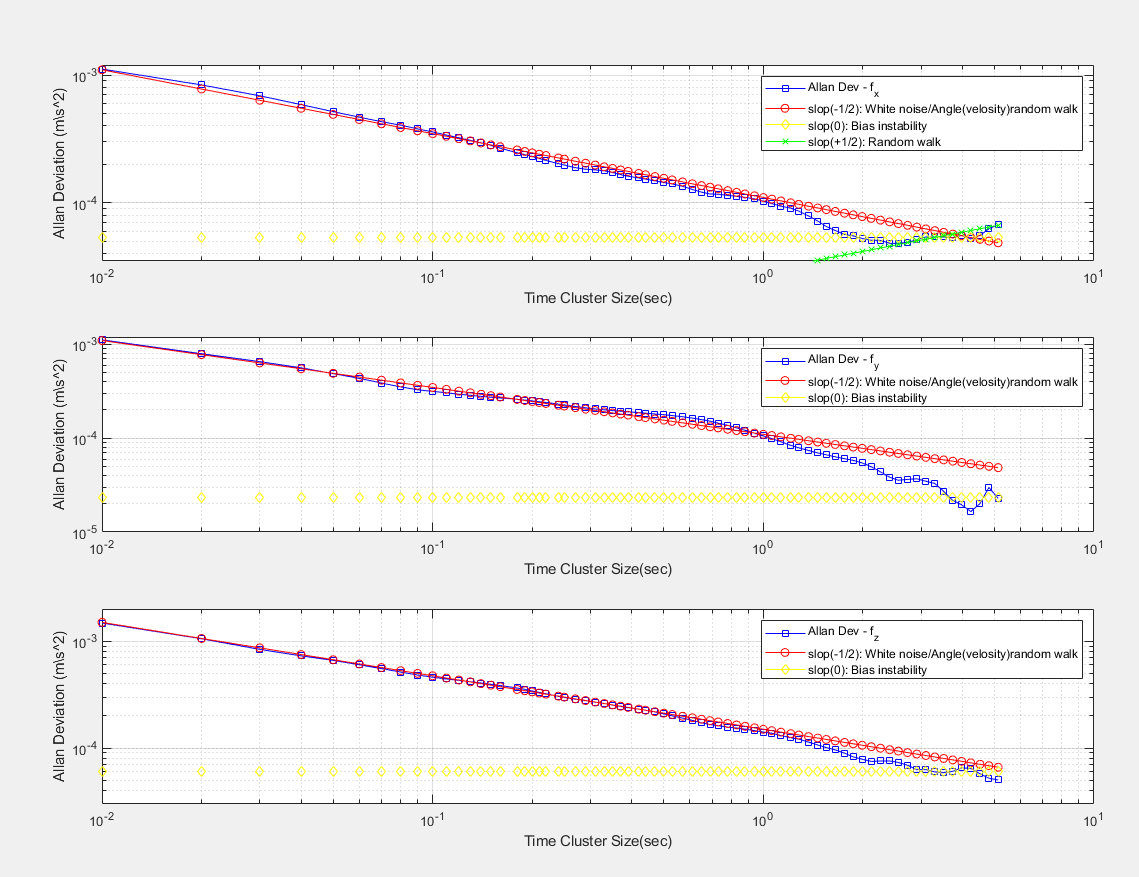 Allan Deviation (m\s^2)
10^-3
10^-4
Allan Dev - f_x
slop(-1/2): White noise/Angle(velosity)random walk
slop(0): Bias instability
slop(+1/2): Random walk
10^-2
10^-1
10^0
10^1
Time Cluster Size(sec)
Allan Deviation (m\s^2)
10^-3
10^-4
10^-5
Allan Dev - f_y
slop(-1/2): White noise/Angle(velosity)random walk
slop(0): Bias instability
10^-2
10^-1
10^0
10^1
Time Cluster Size(sec)
Allan Deviation (m\s^2)
10^-3
10^-4
Allan Dev - f_z
slop(-1/2): White noise/Angle(velosity)random walk
slop(0): Bias instability
10^-2
10^-1
10^0
10^1
Time Cluster Size(sec)